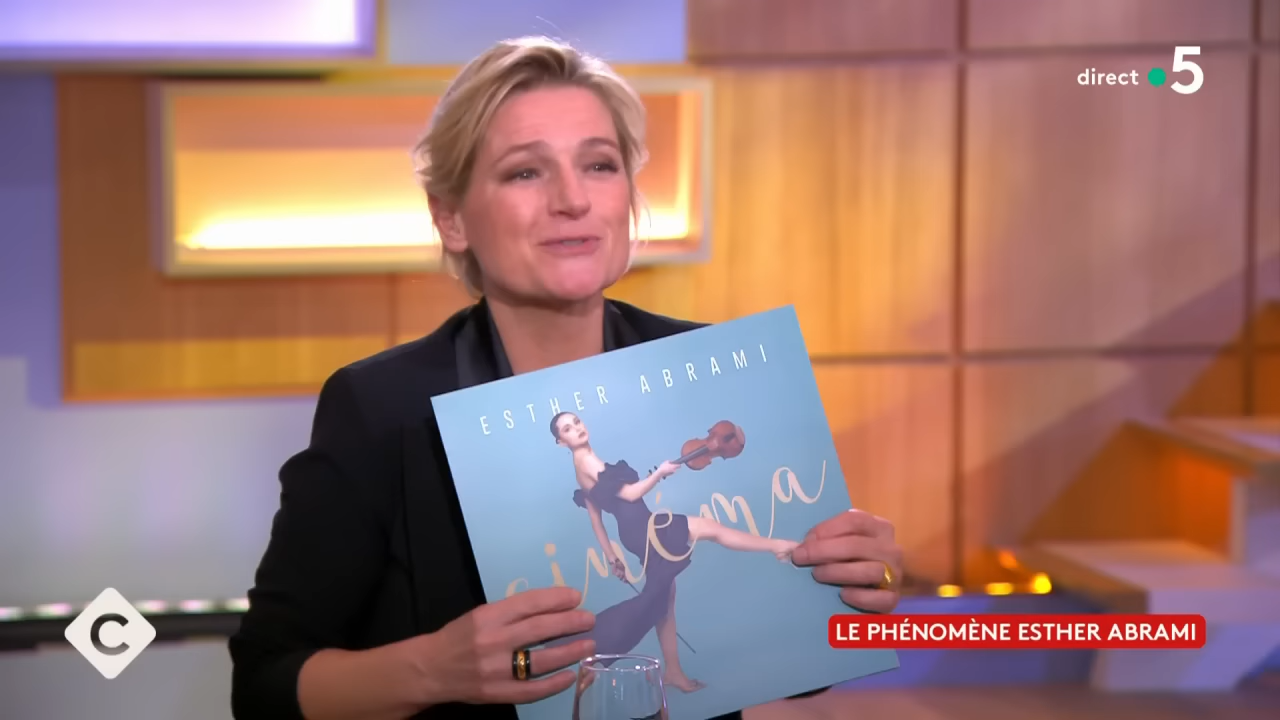 direct 5
ESTHER ABRAMI
cinéma
C
LE PHÉNOMÈNE ESTHER ABRAMI